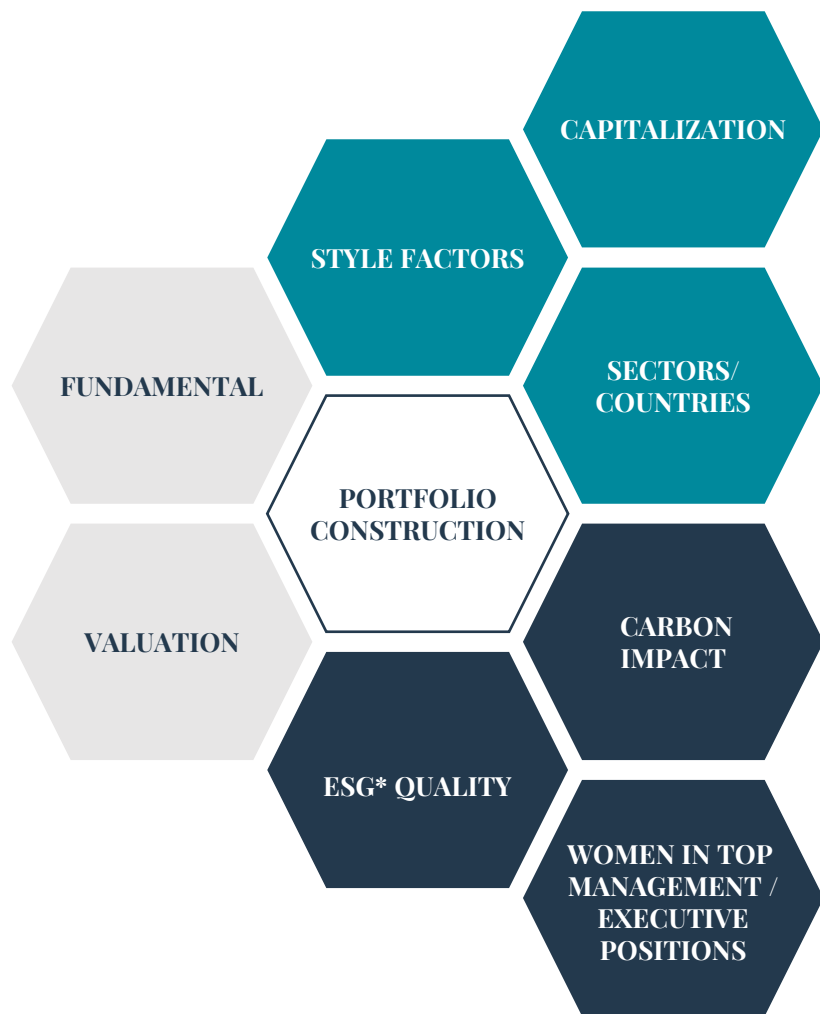 CAPITALIZATION
STYLE FACTORS
FUNDAMENTAL
SECTORS/
COUNTRIES
PORTFOLIO
CONSTRUCTION
VALUATION
CARBON
IMPACT
ESG* QUALITY
WOMEN IN TOP
MANAGEMENT /
EXECUTIVE
POSITIONS